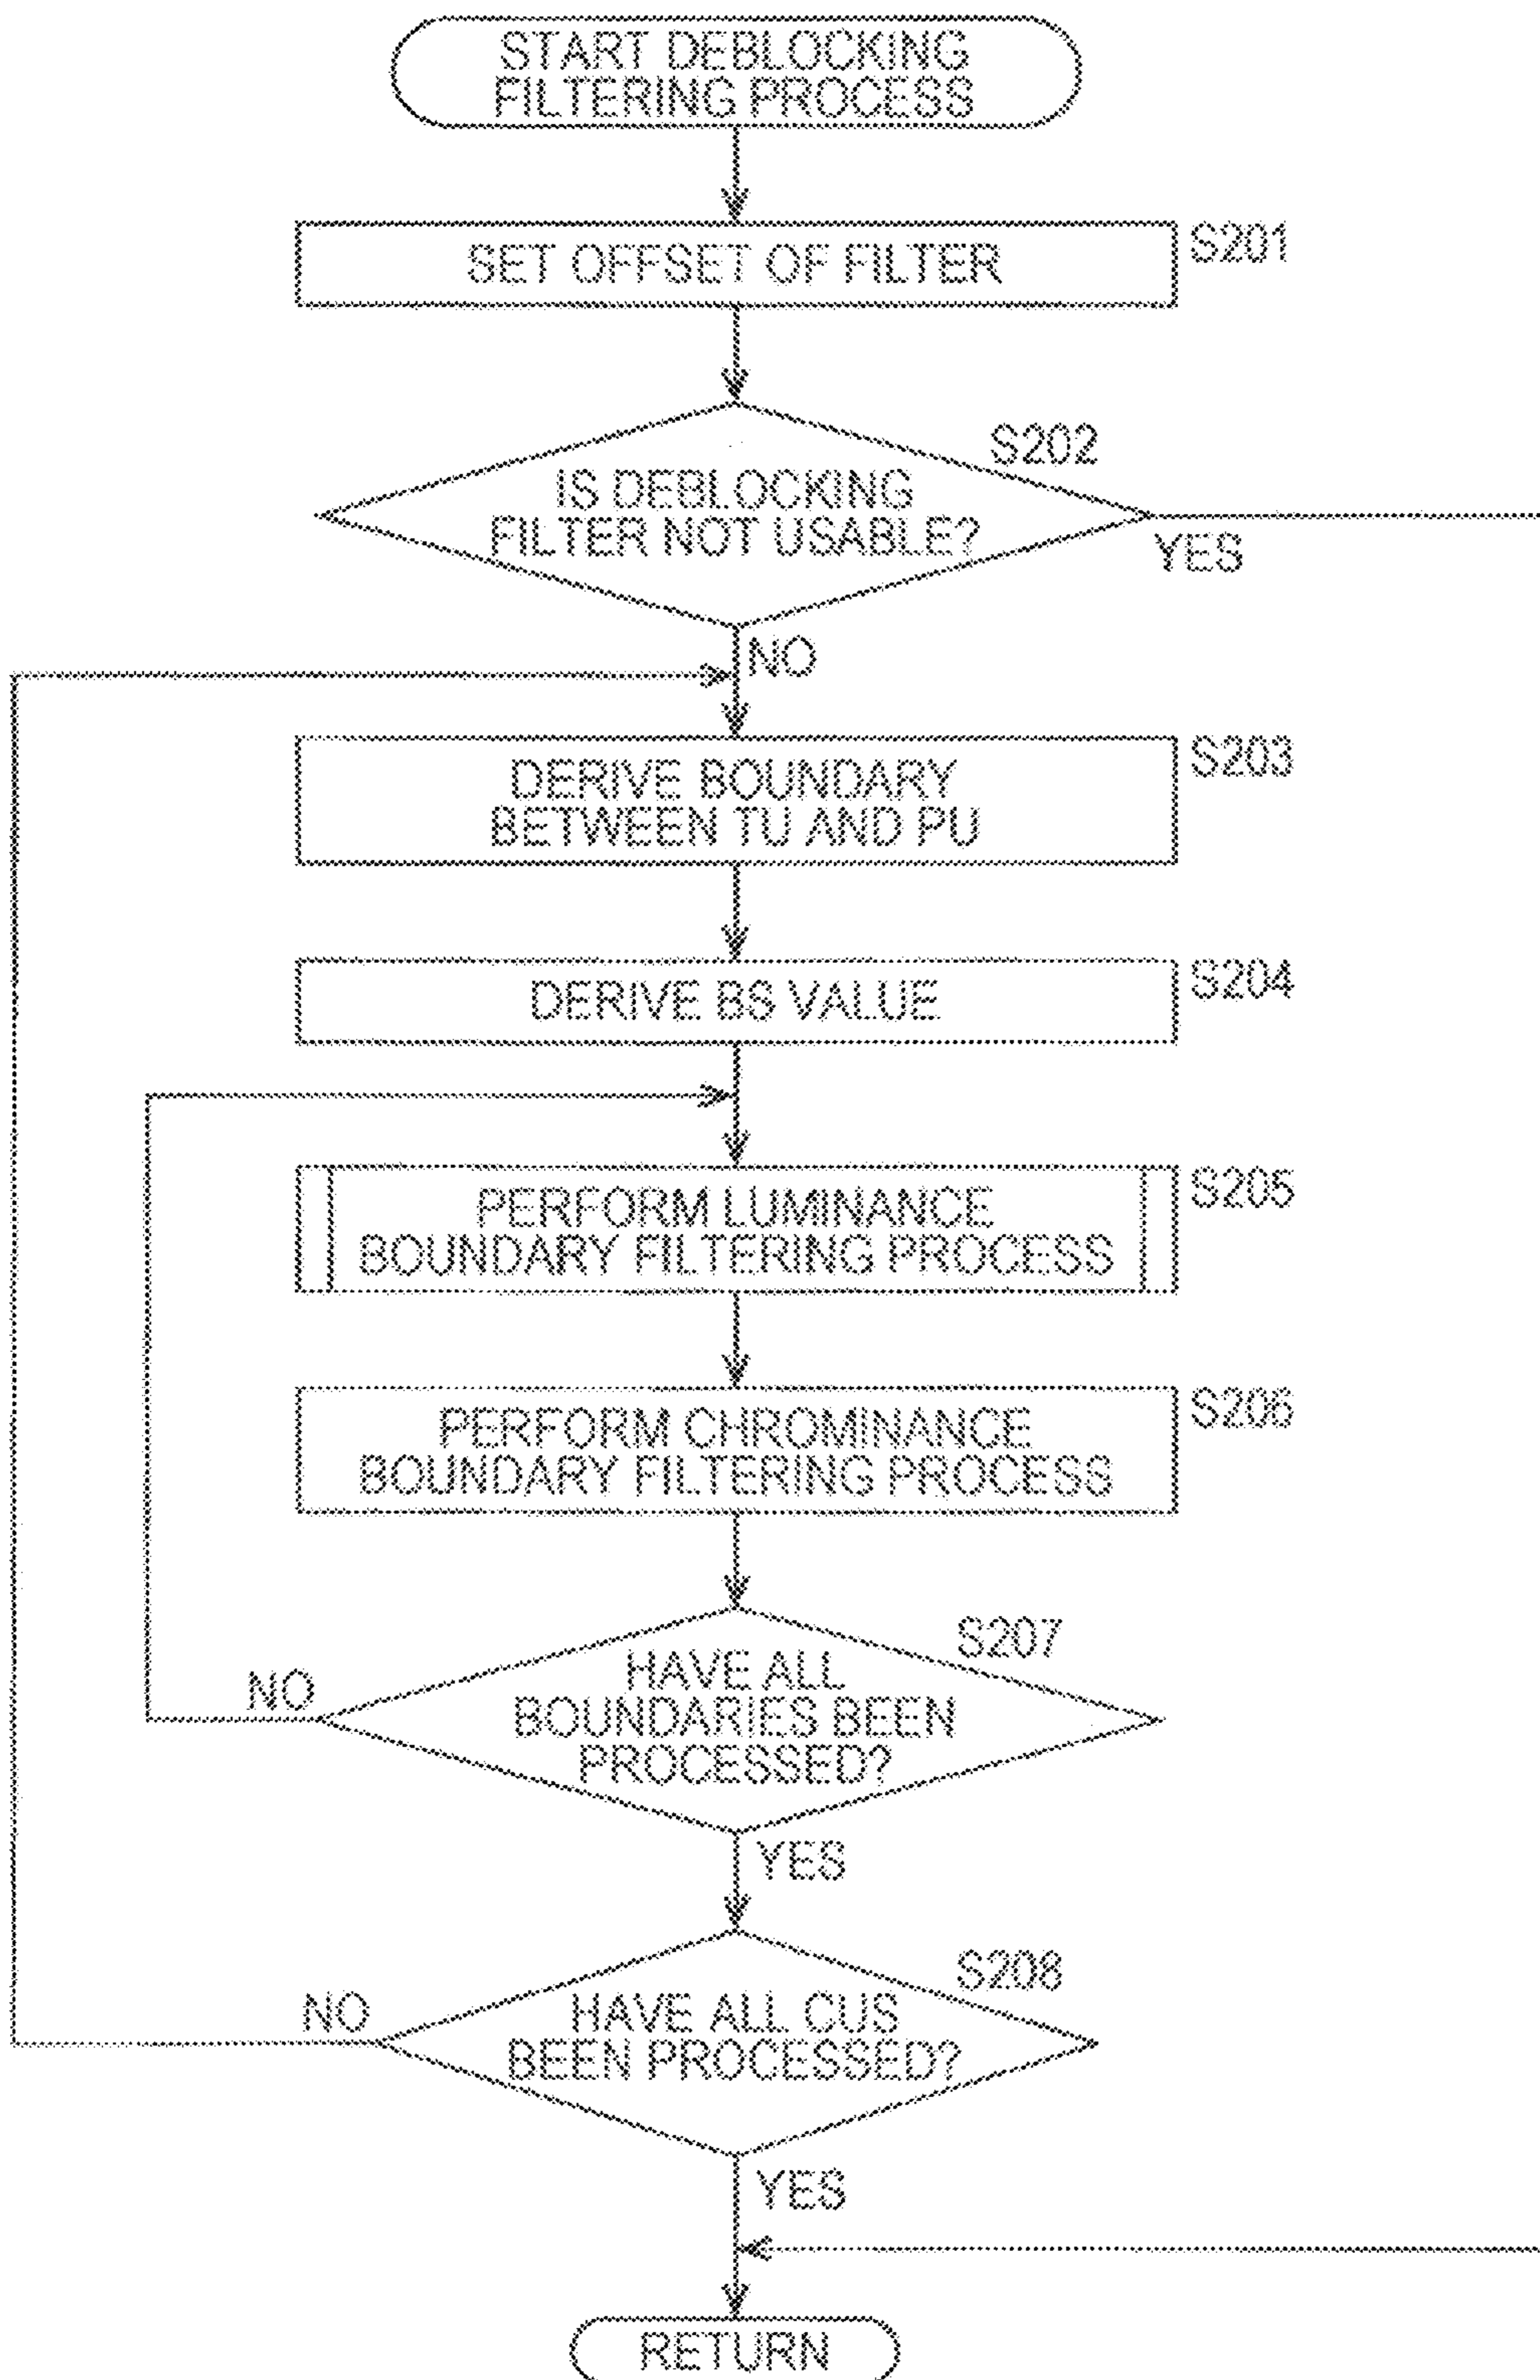 START DEBLOCKING
FILTERING PROCESS
SET OFFSET OF FILTER
S201
S202
IS DEBLOCKING
FILTER NOT USABLE?
YES
NO
DERIVE BOUNDARY
BETWEEN TU AND PU
S203
DERIVE BS VALUE
S204
PERFORM LUMINANCE
BOUNDARY FILTERING PROCESS
S205
PERFORM CHROMINANCE
BOUNDARY FILTERING PROCESS
S206
S207
HAVE ALL
BOUNDARIES BEEN
PROCESSED?
NO
YES
S208
HAVE ALL CUS
BEEN PROCESSED?
NO
YES
RETURN